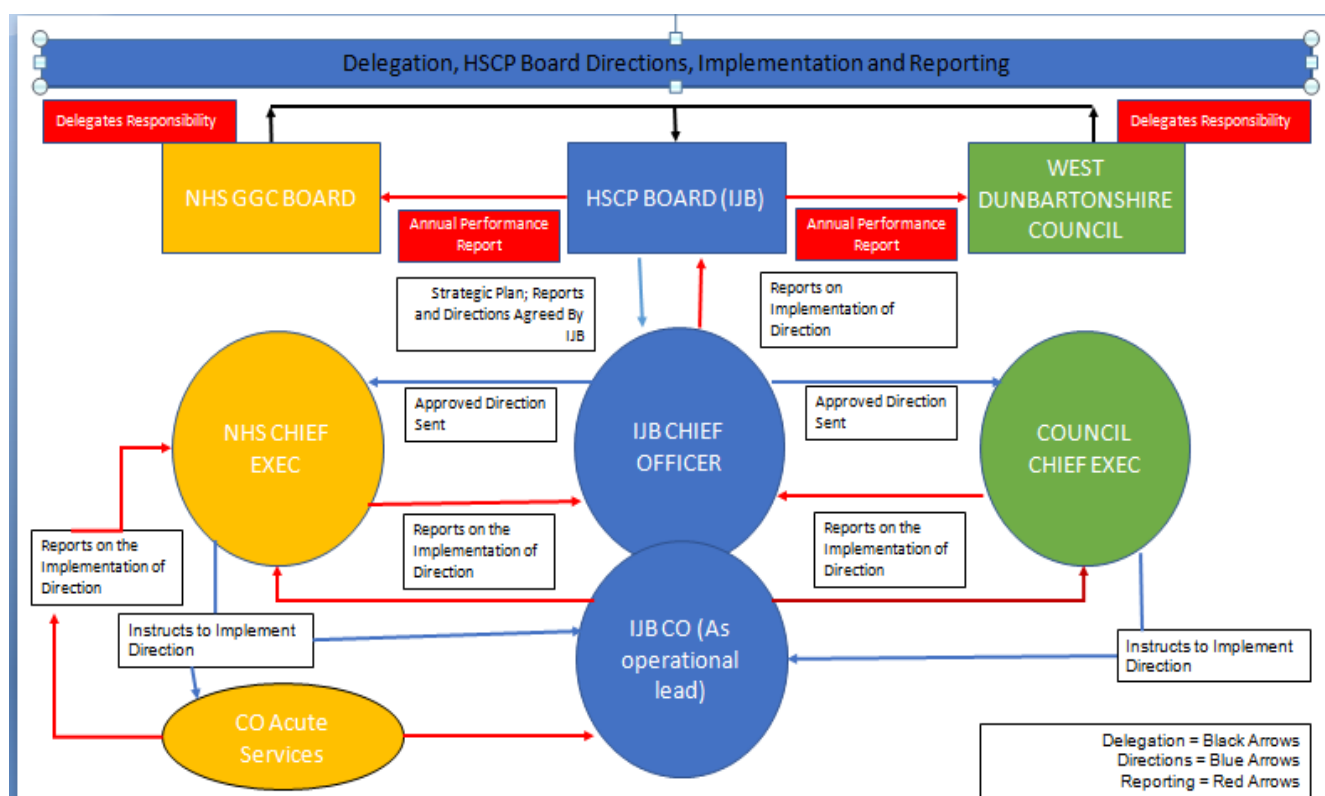 Delegation, HSCP Board Directions, Implementation and Reporting
Delegates Responsibility
Delegates Responsibility
NHS GGC BOARD
HSCP BOARD (IJB)
WEST
DUNBARTONSHIRE
COUNCIL
Annual Performance
Report
Annual Performance
Report
Strategic Plan; Reports
and Directions Agreed By
IJB
Reports on
Implementation of
Direction
NHS CHIEF
EXEC
Approved Direction
Sent
IJB CHIEF
OFFICER
Approved Direction
Sent
COUNCIL
CHIEF EXEC
Reports on the
Implementation of
Direction
Reports on the
Implementation of
Direction
Reports on the
Implementation of
Direction
Instructs to Implement
Direction
IJB CO (As
operational
lead)
Instructs to Implement
Direction
CO Acute
Services
Delegation = Black Arrows
Directions = Blue Arrows
Reporting = Red Arrows